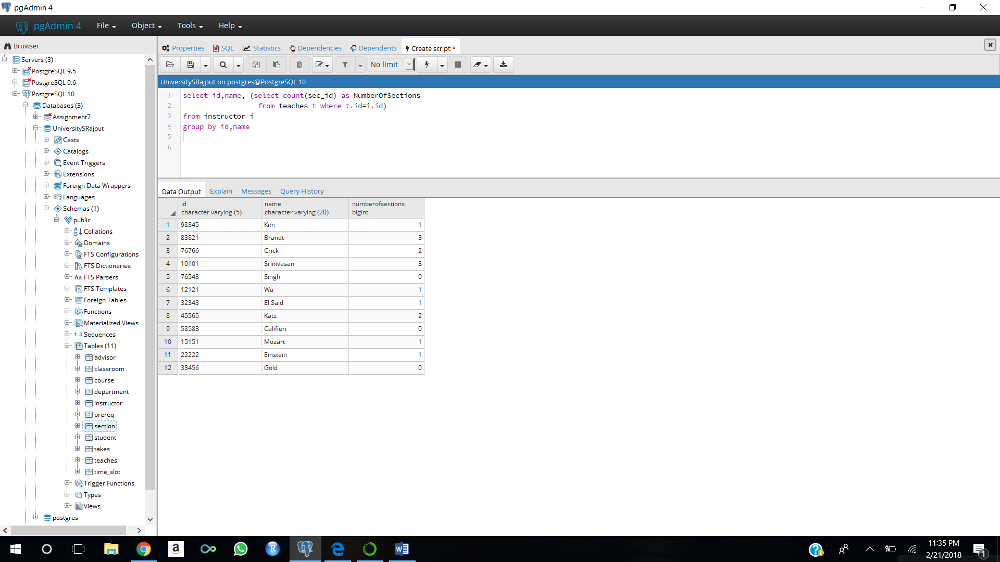 pgAdmin 4
pgAdmin 4 File Object Tools Help
Browser
Servers (3)
PostgreSQL 9.5
PostgreSQL 9.6
PostgreSQL 10
Databases (3)
Assignment7
UniversitySRajput
Casts
Catalogs
Event Triggers
Extensions
Foreign Data Wrappers
Languages
Schemas (1)
public
Collations
Domains
FTS Configurations
FTS Dictionaries
Aa FTS Parsers
FTS Templates
Foreign Tables
Functions
Materialized Views
1..3 Sequences
Tables (11)
advisor
classroom
course
department
instructor
prereq
section
student
takes
teaches
time_slot
Trigger Functions
Types
Views
postgres
Properties SQL Statistics Dependencies Dependents Create script *
No limit
UniversitySRajput on postgres@PostgreSQL 10
1 select id,name, (select count(sec_id) as NumberOfSections
2 from teaches t where t.id=i.id)
3 from instructor i
4 group by id,name
5
6
Data Output Explain Messages Query History
id name numberofsections
character varying (5) character varying (20) bigint
1 98345 Kim 1
2 83821 Brandt 3
3 76766 Crick 2
4 10101 Srinivasan 3
5 76543 Singh 0
6 12121 Wu 1
7 32343 El Said 1
8 45565 Katz 2
9 58583 Califieri 0
10 15151 Mozart 1
11 22222 Einstein 1
12 33456 Gold 0
11:35 PM
2/21/2018
1